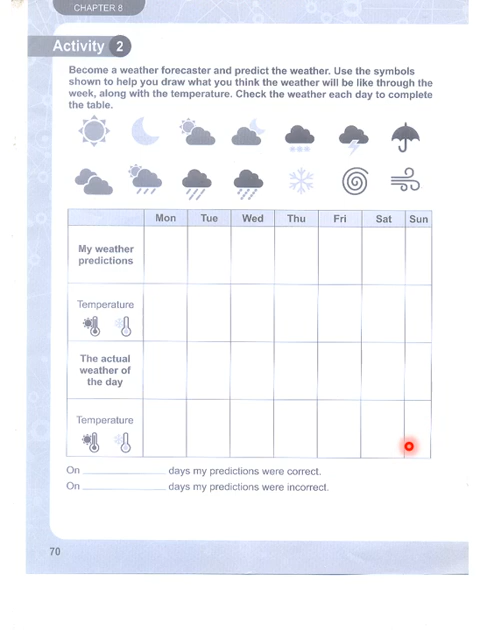 CHAPTER 8
Activity 2
Become a weather forecaster and predict the weather. Use the symbols
shown to help you draw what you think the weather will be like through the
week, along with the temperature. Check the weather each day to complete
the table.
Mon Tue Wed Thu Fri Sat Sun
My weather
predictions
Temperature
The actual
weather of
the day
Temperature
On ______________ days my predictions were correct.
On ______________ days my predictions were incorrect.
70